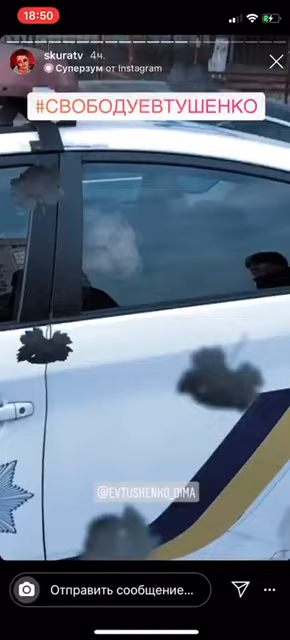 18:50
skuratv 4ч.
Суперзум от Instagram
#СВОБОДУЕВТУШЕНКО
@EVTUSHENKO_DIMA
Отправить сообщение...